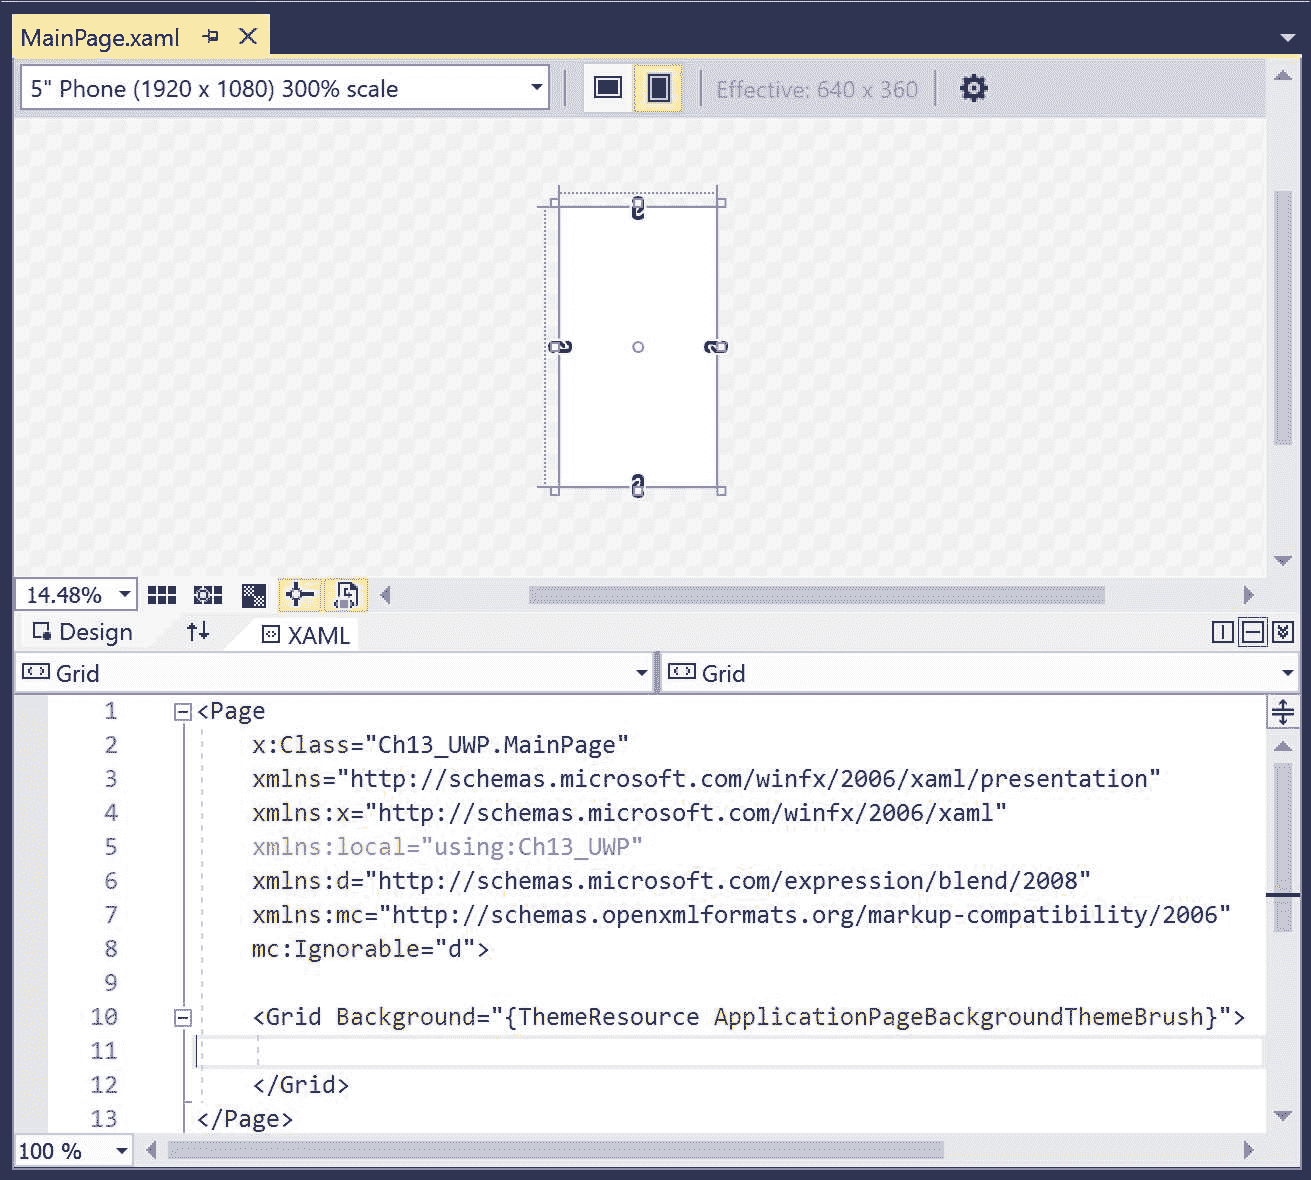 MainPage.xaml
5" Phone (1920 x 1080) 300% scale
Effective: 640 x 360
14.48%
Design
XAML
Grid
Grid
1 <Page
2 x:Class="Ch13_UWP.MainPage"
3 xmlns="http://schemas.microsoft.com/winfx/2006/xaml/presentation"
4 xmlns:x="http://schemas.microsoft.com/winfx/2006/xaml"
5 xmlns:local="using:Ch13_UWP"
6 xmlns:d="http://schemas.microsoft.com/expression/blend/2008"
7 xmlns:mc="http://schemas.openxmlformats.org/markup-compatibility/2006"
8 mc:Ignorable="d">
9
10 <Grid Background="{ThemeResource ApplicationPageBackgroundThemeBrush}">
11
12 </Grid>
13 </Page>
100 %